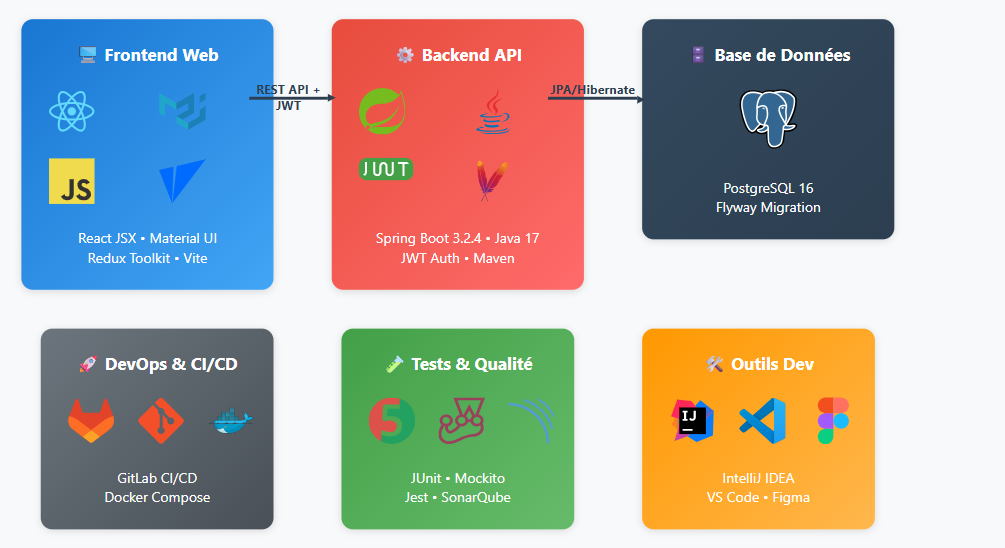 Frontend Web
Backend API
Base de Données
REST API +
JWT
JPA/Hibernate
JS
JWT
React JSX • Material UI
Redux Toolkit • Vite
Spring Boot 3.2.4 • Java 17
JWT Auth • Maven
PostgreSQL 16
Flyway Migration
DevOps & CI/CD
Tests & Qualité
Outils Dev
5
IJ
GitLab CI/CD
Docker Compose
JUnit • Mockito
Jest • SonarQube
IntelliJ IDEA
VS Code • Figma